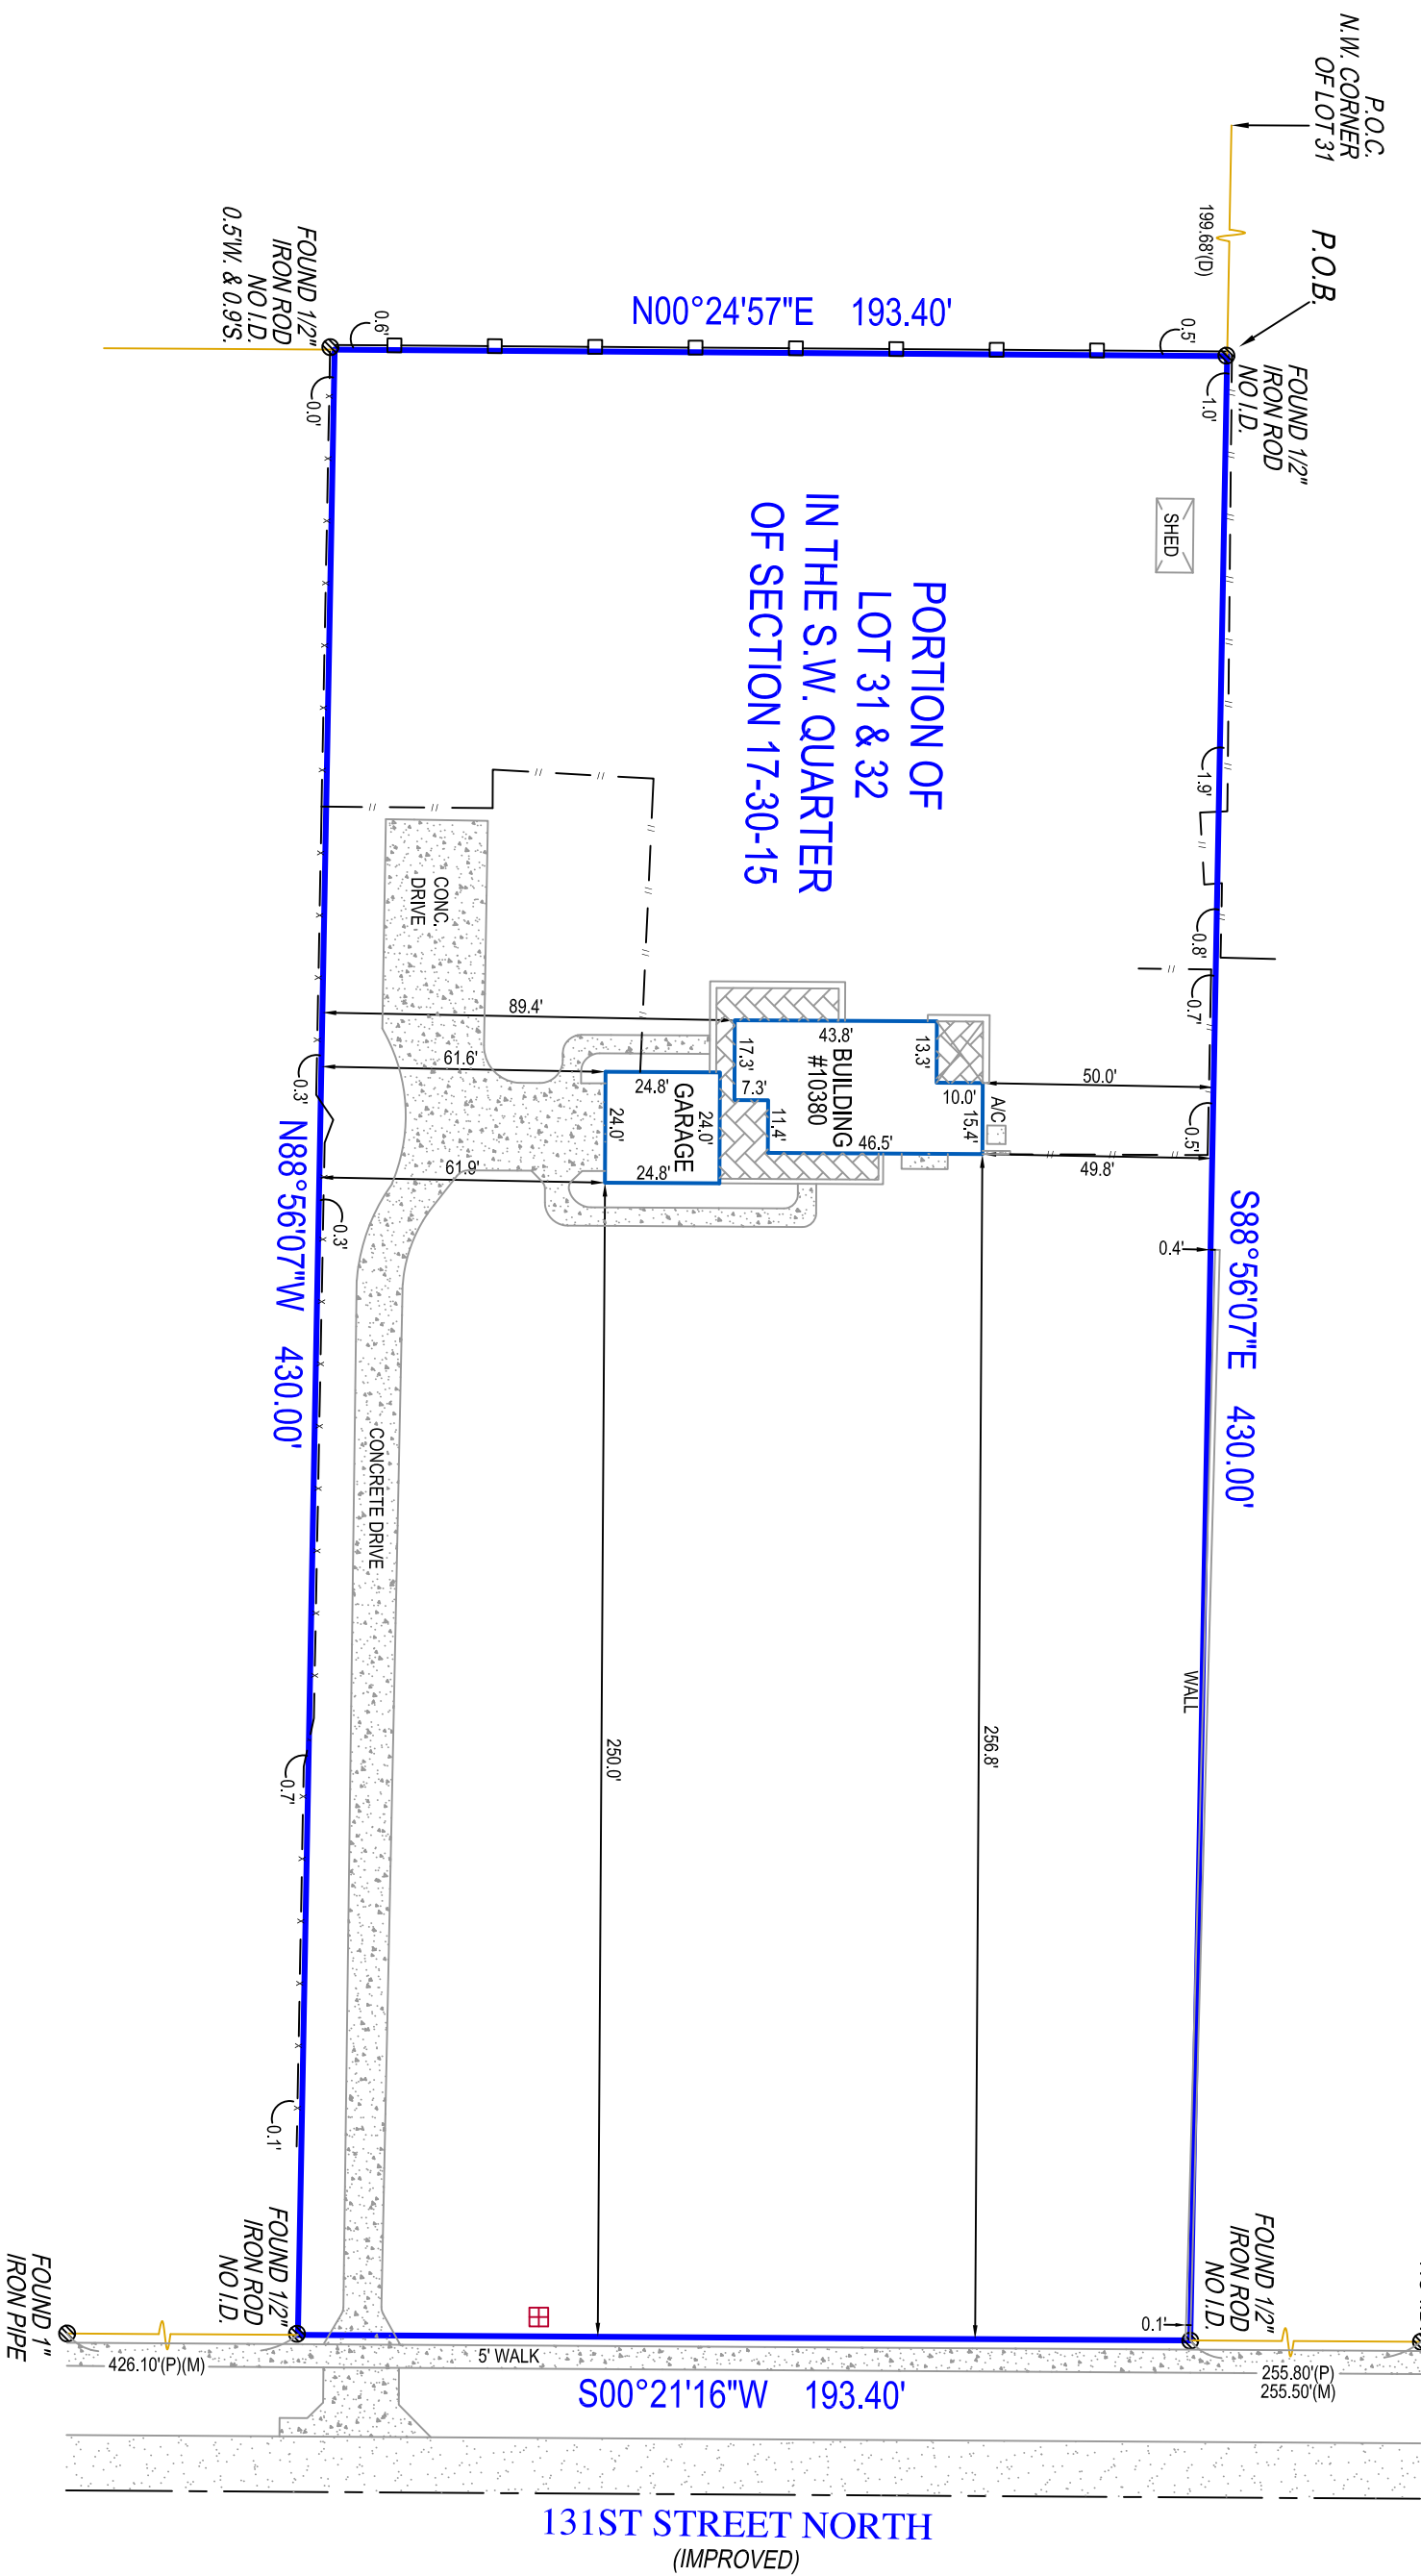 P.O.C.
N.W. CORNER
OF LOT 31
199.68'(D)
P.O.B.
FOUND 1/2"
IRON ROD
NO I.D.
FOUND 1/2"
IRON ROD
NO I.D.
0.5'W. & 0.9'S.
N00°24'57"E 193.40'
0.6'
0.5'
0.0'
1.0'
SHED
PORTION OF
LOT 31 & 32
IN THE S.W. QUARTER
OF SECTION 17-30-15
1.9'
0.8'
0.7'
0.5'
CONC.
DRIVE
89.4'
61.6'
61.9'
43.8'
13.3'
17.3'
7.3'
11.4'
10.0'
15.4'
46.5'
BUILDING
#10380
A/C
50.0'
49.8'
24.8'
24.0'
24.0'
24.8'
GARAGE
0.3'
0.3'
0.4'
N88°56'07"W 430.00'
S88°56'07"E 430.00'
CONCRETE DRIVE
WALL
250.0'
256.8'
0.7'
0.1'
0.1'
FOUND 1/2"
IRON ROD
NO I.D.
FOUND 1/2"
IRON ROD
NO I.D.
FOUND 1"
IRON PIPE
426.10'(P)(M)
5' WALK
255.80'(P)
255.50'(M)
S00°21'16"W 193.40'
131ST STREET NORTH
(IMPROVED)